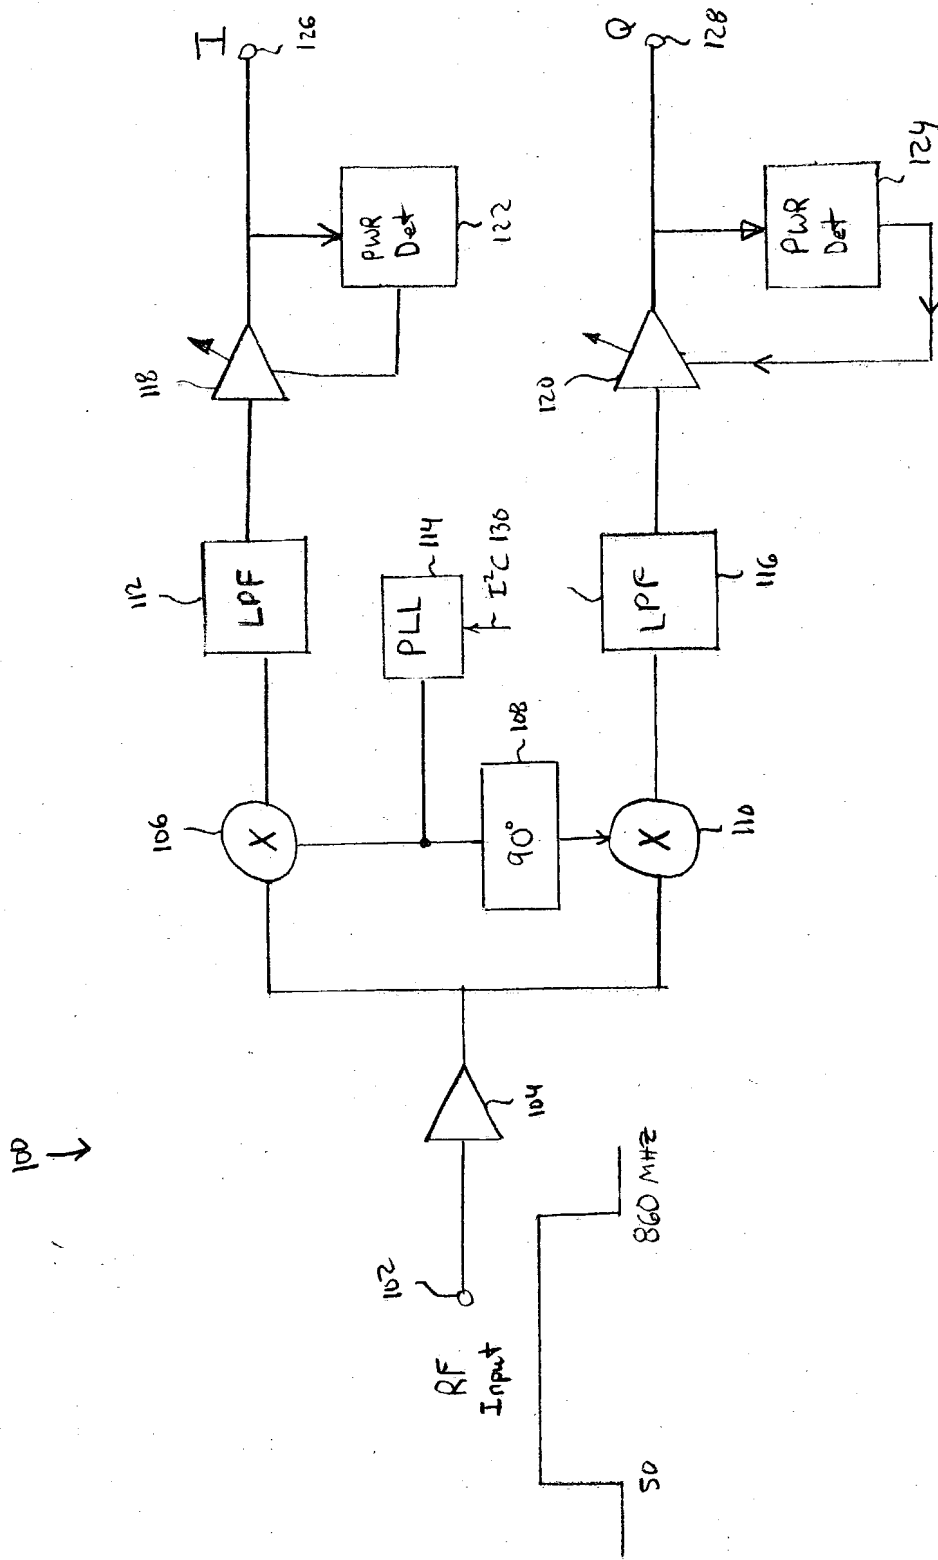 100
RF
Input
102
104
50
860 MHz
106
X
112
LPF
118
I
126
PWR
Det
122
PLL
114
I²C 130
90°
108
X
110
LPF
116
120
Q
128
PWR
Det
124